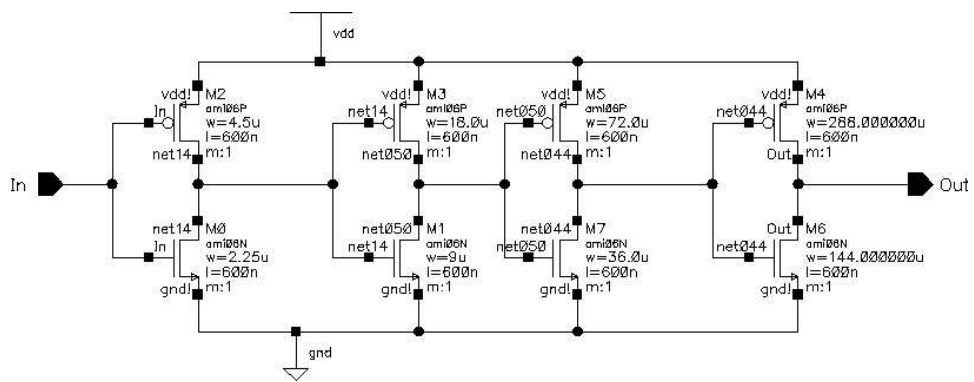 vdd
vdd! M2
In ami06P
w=4.5u
l=600n
net14 m:1
vdd! M3
net14 ami06P
w=18.0u
l=600n
net050 m:1
vdd! M5
net050 ami06P
w=72.0u
l=600n
net044 m:1
vdd! M4
net044 ami06P
w=288.000000u
l=600n
Out m:1
In
Out
net14 M0
In ami06N
w=2.25u
l=600n
gnd! m:1
net050 M1
net14 ami06N
w=9u
l=600n
gnd! m:1
net044 M7
net050 ami06N
w=36.0u
l=600n
gnd! m:1
Out M6
net044 ami06N
w=144.000000u
l=600n
gnd! m:1
gnd